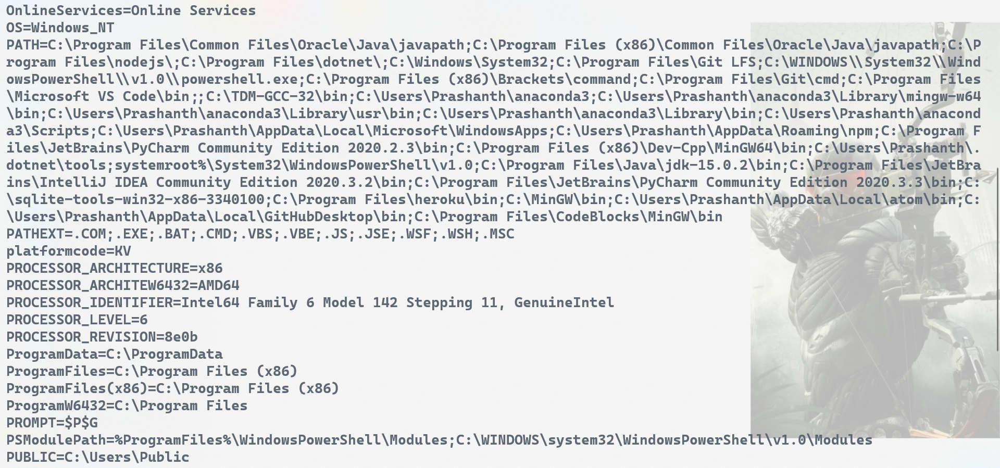 OnlineServices=Online Services
OS=Windows_NT
PATH=C:\Program Files\Common Files\Oracle\Java\javapath;C:\Program Files (x86)\Common Files\Oracle\Java\javapath;C:\P
rogram Files\nodejs\;C:\Program Files\dotnet\;C:\Windows\System32;C:\Program Files\Git LFS;C:\WINDOWS\\System32\\Wind
owsPowerShell\\v1.0\\powershell.exe;C:\Program Files (x86)\Brackets\command;C:\Program Files\Git\cmd;C:\Program Files
\Microsoft VS Code\bin;;C:\TDM-GCC-32\bin;C:\Users\Prashanth\anaconda3;C:\Users\Prashanth\anaconda3\Library\mingw-w64
\bin;C:\Users\Prashanth\anaconda3\Library\usr\bin;C:\Users\Prashanth\anaconda3\Library\bin;C:\Users\Prashanth\anacond
a3\Scripts;C:\Users\Prashanth\AppData\Local\Microsoft\WindowsApps;C:\Users\Prashanth\AppData\Roaming\npm;C:\Program F
iles\JetBrains\PyCharm Community Edition 2020.2.3\bin;C:\Program Files (x86)\Dev-Cpp\MinGW64\bin;C:\Users\Prashanth\.
dotnet\tools;systemroot%\System32\WindowsPowerShell\v1.0;C:\Program Files\Java\jdk-15.0.2\bin;C:\Program Files\JetBra
ins\IntelliJ IDEA Community Edition 2020.3.2\bin;C:\Program Files\JetBrains\PyCharm Community Edition 2020.3.3\bin;C:
\sqlite-tools-win32-x86-3340100;C:\Program Files\heroku\bin;C:\MinGW\bin;C:\Users\Prashanth\AppData\Local\atom\bin;C:
\Users\Prashanth\AppData\Local\GitHubDesktop\bin;C:\Program Files\CodeBlocks\MinGW\bin
PATHEXT=.COM;.EXE;.BAT;.CMD;.VBS;.VBE;.JS;.JSE;.WSF;.WSH;.MSC
platformcode=KV
PROCESSOR_ARCHITECTURE=x86
PROCESSOR_ARCHITEW6432=AMD64
PROCESSOR_IDENTIFIER=Intel64 Family 6 Model 142 Stepping 11, GenuineIntel
PROCESSOR_LEVEL=6
PROCESSOR_REVISION=8e0b
ProgramData=C:\ProgramData
ProgramFiles=C:\Program Files (x86)
ProgramFiles(x86)=C:\Program Files (x86)
ProgramW6432=C:\Program Files
PROMPT=$P$G
PSModulePath=%ProgramFiles%\WindowsPowerShell\Modules;C:\WINDOWS\system32\WindowsPowerShell\v1.0\Modules
PUBLIC=C:\Users\Public